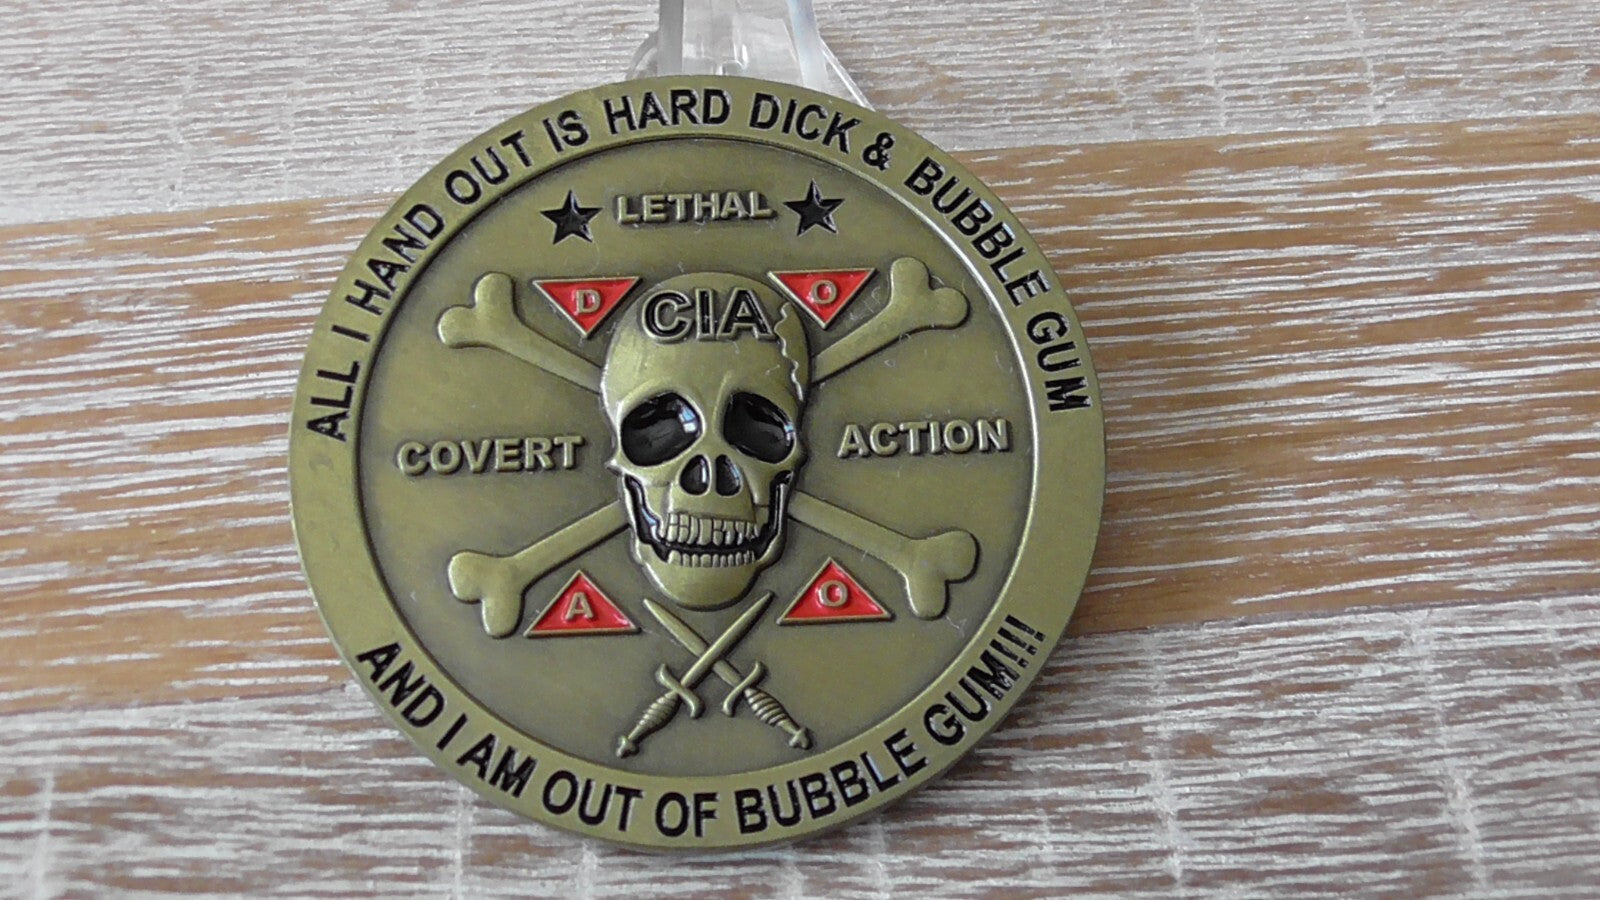 ALL I HAND OUT IS HARD DICK & BUBBLE GUM
LETHAL
D
O
CIA
COVERT
ACTION
A
O
AND I AM OUT OF BUBBLE GUM!!!